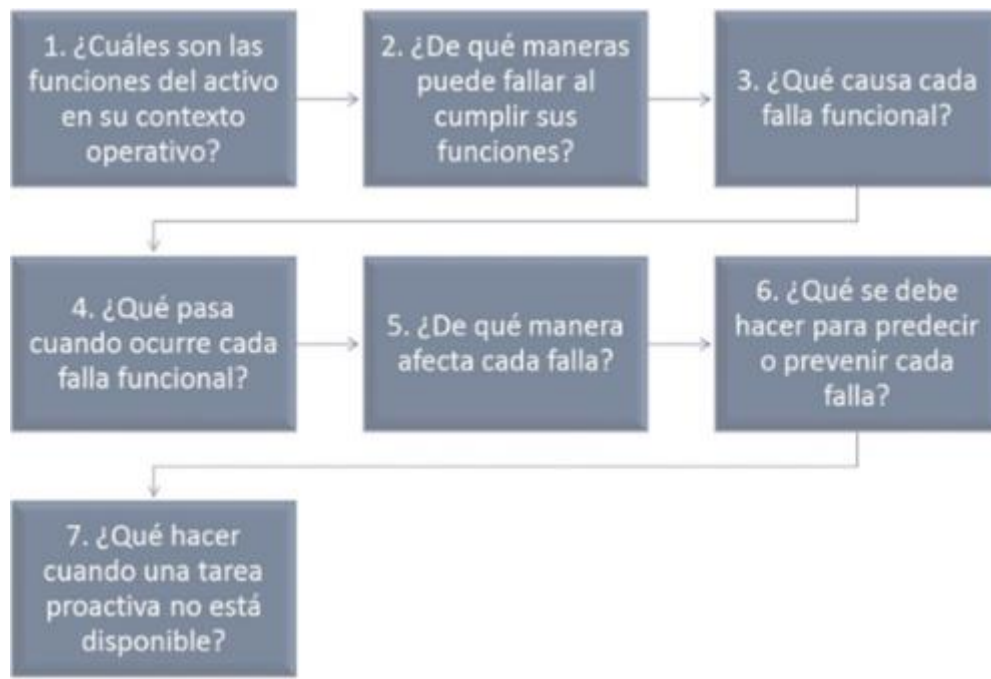 1. ¿Cuáles son las
funciones del activo
en su contexto
operativo?
2. ¿De qué maneras
puede fallar al
cumplir sus
funciones?
3. ¿Qué causa cada
falla funcional?
4. ¿Qué pasa
cuando ocurre cada
falla funcional?
5. ¿De qué manera
afecta cada falla?
6. ¿Qué se debe
hacer para predecir
o prevenir cada
falla?
7. ¿Qué hacer
cuando una tarea
proactiva no está
disponible?